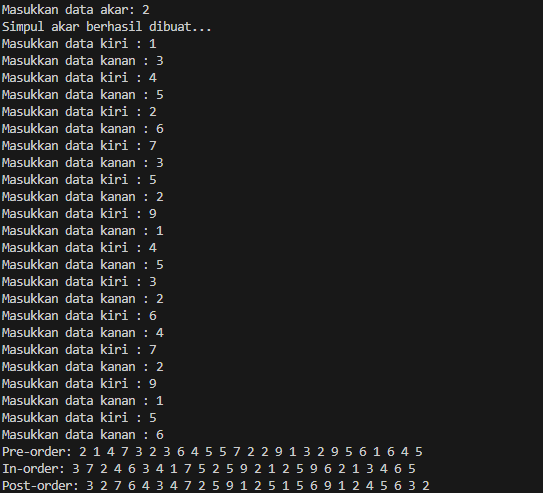 Masukkan data akar: 2
Simpul akar berhasil dibuat...
Masukkan data kiri : 1
Masukkan data kanan : 3
Masukkan data kiri : 4
Masukkan data kanan : 5
Masukkan data kiri : 2
Masukkan data kanan : 6
Masukkan data kiri : 7
Masukkan data kanan : 3
Masukkan data kiri : 5
Masukkan data kanan : 2
Masukkan data kiri : 9
Masukkan data kanan : 1
Masukkan data kiri : 4
Masukkan data kanan : 5
Masukkan data kiri : 3
Masukkan data kanan : 2
Masukkan data kiri : 6
Masukkan data kanan : 4
Masukkan data kiri : 7
Masukkan data kanan : 2
Masukkan data kiri : 9
Masukkan data kanan : 1
Masukkan data kiri : 5
Masukkan data kanan : 6
Pre-order: 2 1 4 7 3 2 3 6 4 5 5 7 2 2 9 1 3 2 9 5 6 1 6 4 5
In-order: 3 7 2 4 6 3 4 1 7 5 2 5 9 2 1 2 5 9 6 2 1 3 4 6 5
Post-order: 3 2 7 6 4 3 4 7 2 5 9 1 2 5 1 5 6 9 1 2 4 5 6 3 2